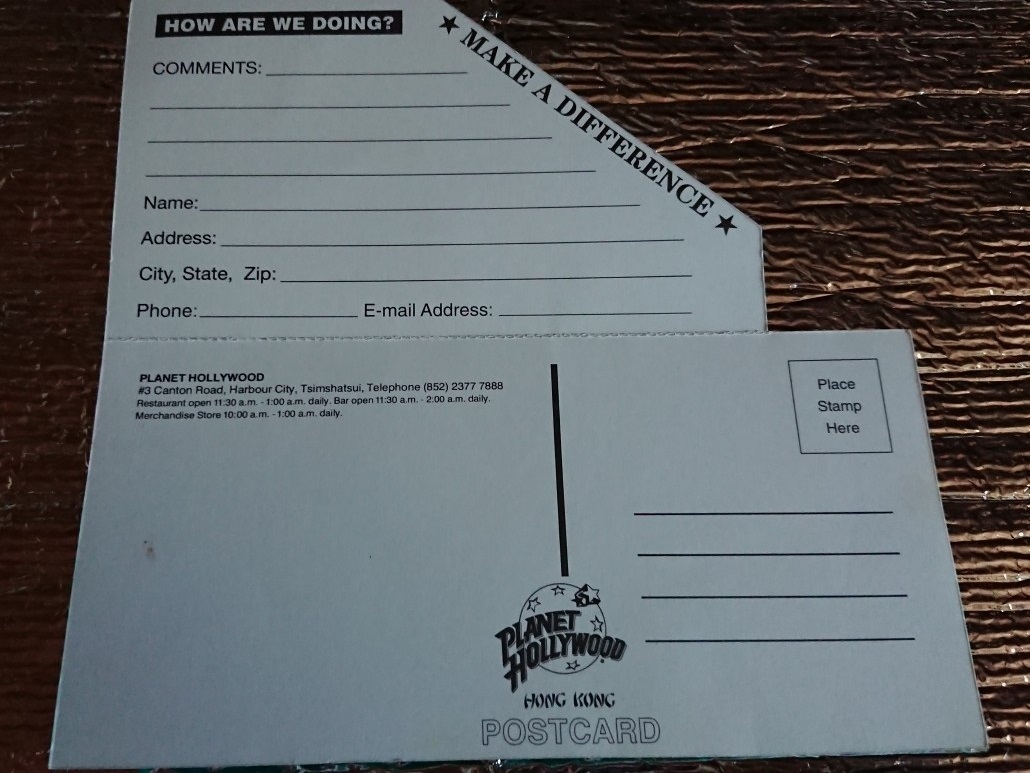 HOW ARE WE DOING?
★ MAKE A DIFFERENCE ★
COMMENTS:
Name:
Address:
City, State, Zip:
Phone: E-mail Address:
PLANET HOLLYWOOD
#3 Canton Road, Harbour City, Tsimshatsui, Telephone (852) 2377 7888
Restaurant open 11:30 a.m. - 1:00 a.m. daily. Bar open 11:30 a.m. - 2:00 a.m. daily.
Merchandise Store 10:00 a.m. - 1:00 a.m. daily.
Place
Stamp
Here
PLANET
HOLLYWOOD
HONG KONG
POSTCARD